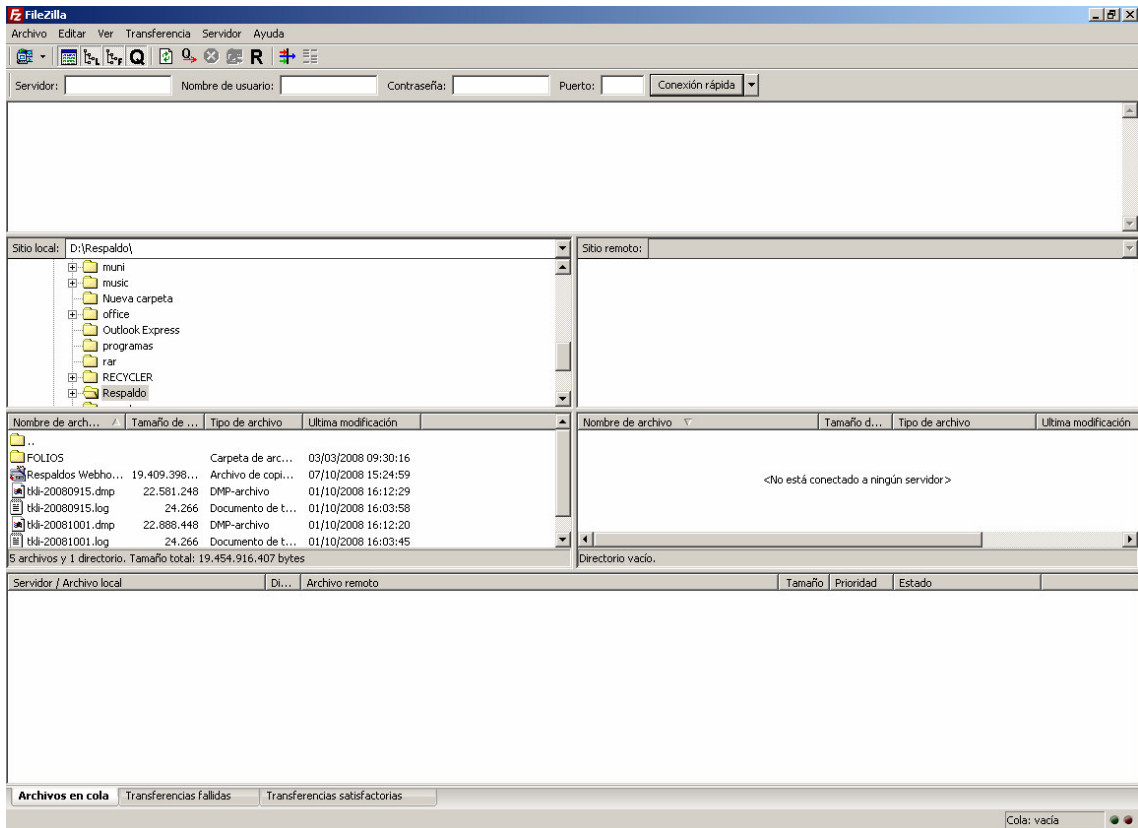 FileZilla
Archivo Editar Ver Transferencia Servidor Ayuda
Servidor: Nombre de usuario: Contraseña: Puerto: Conexión rápida
Sitio local: D:\Respaldo\
muni
music
Nueva carpeta
office
Outlook Express
programas
rar
RECYCLER
Respaldo
Sitio remoto:
Nombre de arch... Tamaño de ... Tipo de archivo Ultima modificación
..
FOLIOS Carpeta de arc... 03/03/2008 09:30:16
Respaldos Webho... 19.409.398... Archivo de copi... 07/10/2008 15:24:59
tkli-20080915.dmp 22.581.248 DMP-archivo 01/10/2008 16:12:29
tkli-20080915.log 24.266 Documento de t... 01/10/2008 16:03:58
tkli-20081001.dmp 22.888.448 DMP-archivo 01/10/2008 16:12:20
tkli-20081001.log 24.266 Documento de t... 01/10/2008 16:03:45
5 archivos y 1 directorio. Tamaño total: 19.454.916.407 bytes
Nombre de archivo Tamaño d... Tipo de archivo Ultima modificación
<No está conectado a ningún servidor>
Directorio vacío.
Servidor / Archivo local Di... Archivo remoto Tamaño Prioridad Estado
Archivos en cola Transferencias fallidas Transferencias satisfactorias
Cola: vacía